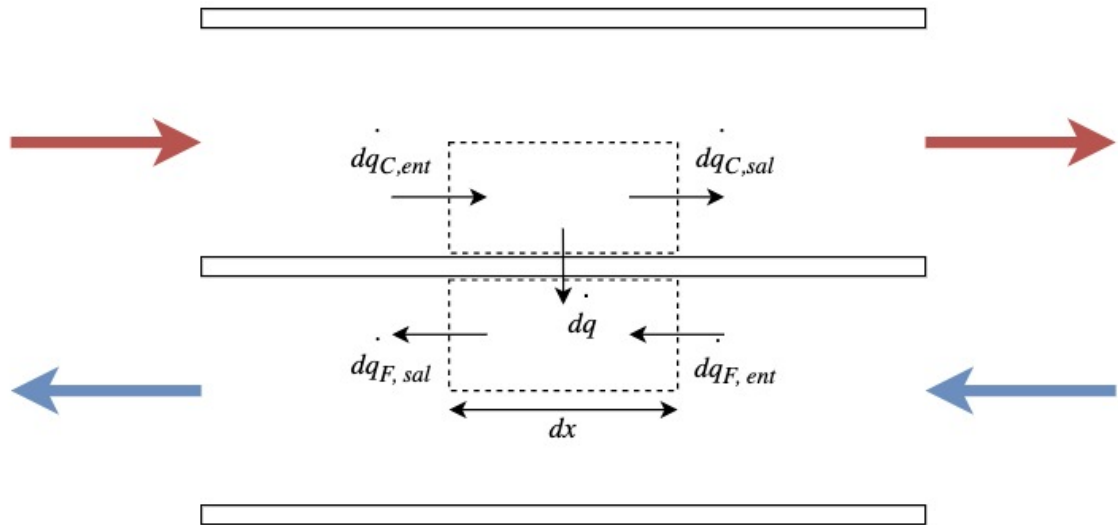 dq̇C,ent
dq̇C,sal
dq̇
dq̇F, sal
dq̇F, ent
dx